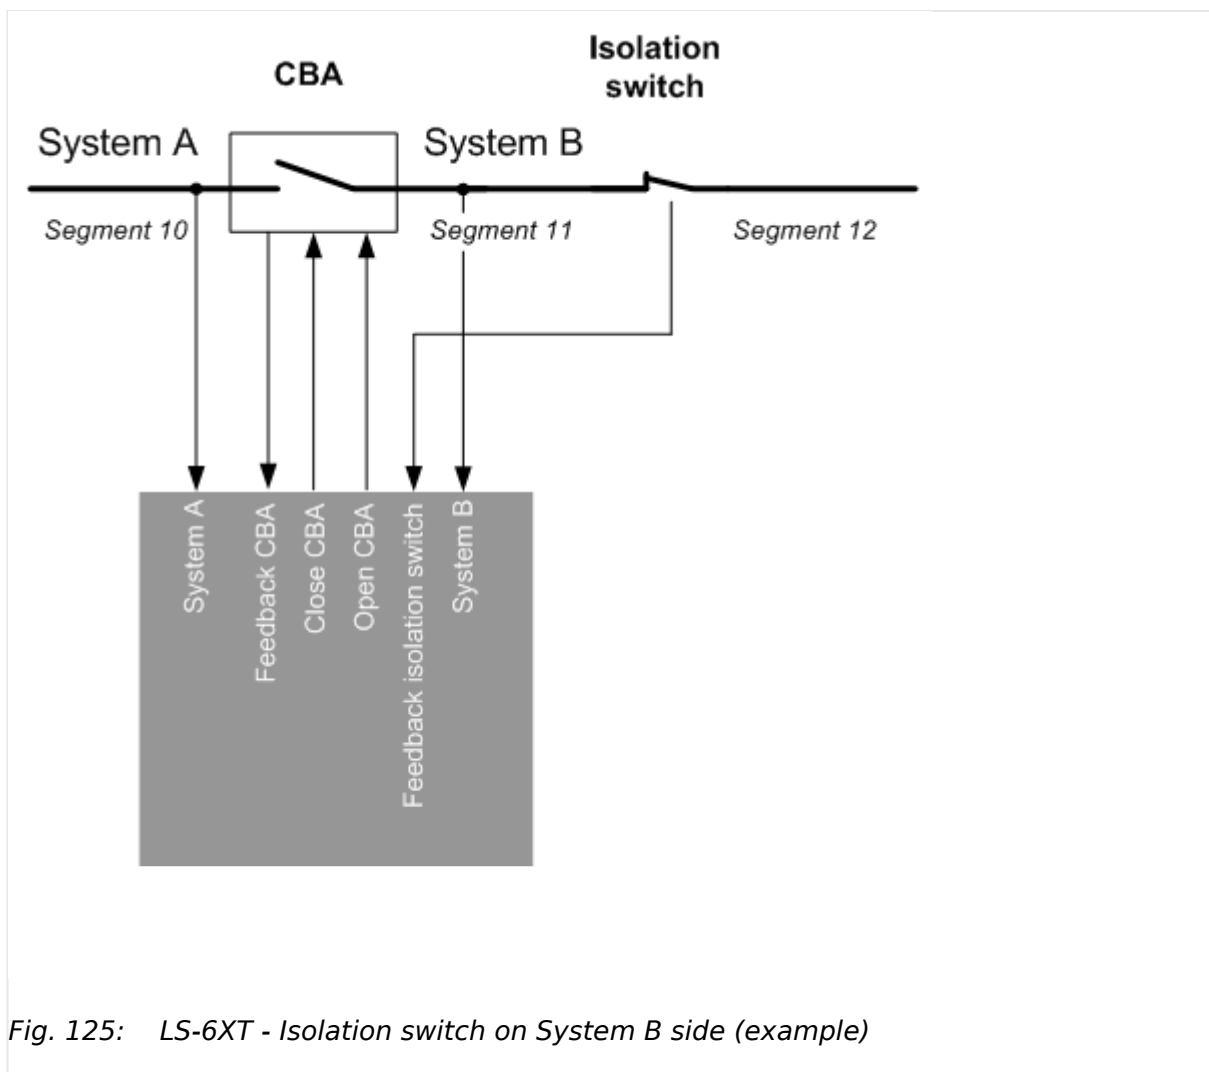 Isolation
switch
CBA
System A
System B
Segment 10
Segment 11
Segment 12
System A
Feedback CBA
Close CBA
Open CBA
Feedback isolation switch
System B
Fig. 125: LS-6XT - Isolation switch on System B side (example)